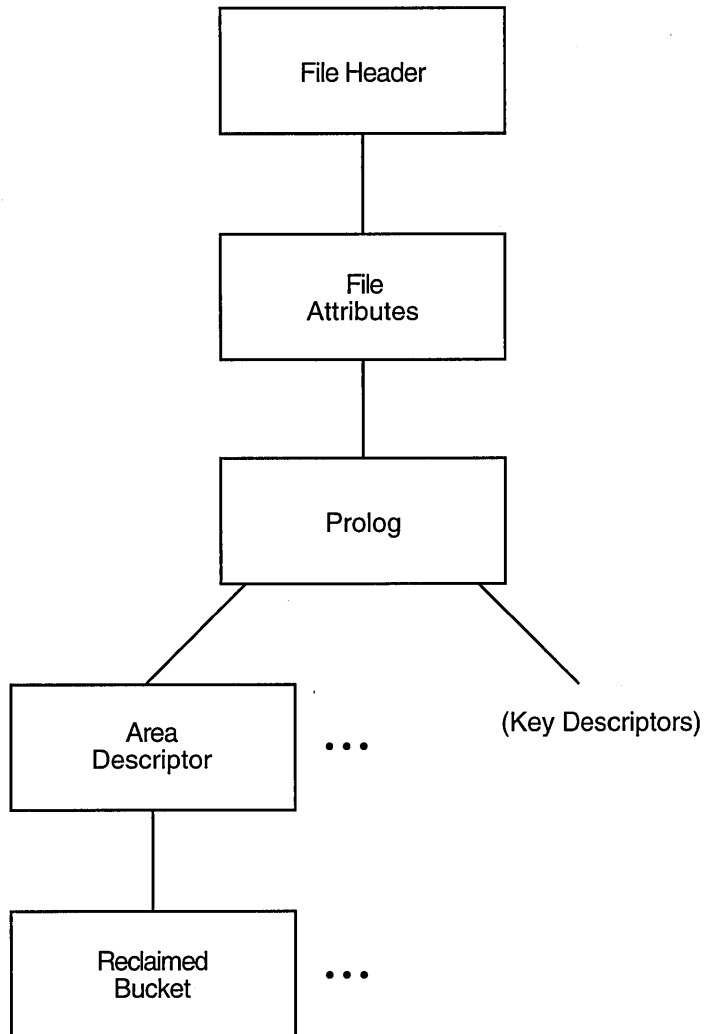 File Header
File
Attributes
Prolog
Area
Descriptor
• • •
(Key Descriptors)
Reclaimed
Bucket
• • •